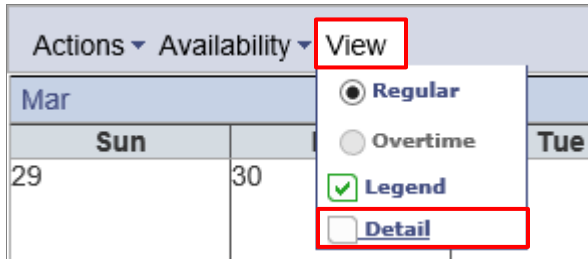 Actions Availability View
Mar
Regular
Sun Tue
Overtime
29 30
Legend
Detail